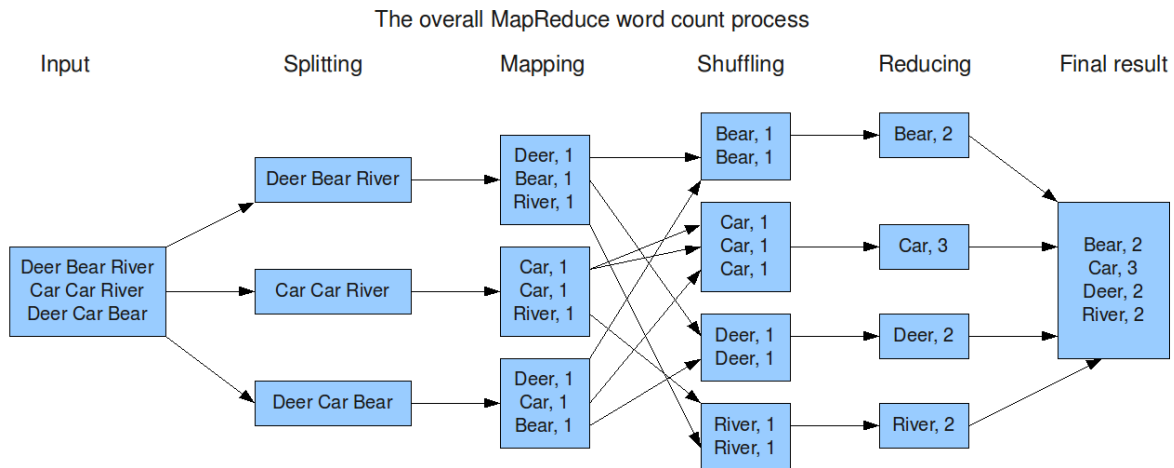 The overall MapReduce word count process
Input
Splitting
Mapping
Shuffling
Reducing
Final result
Deer Bear River
Car Car River
Deer Car Bear
Deer Bear River
Car Car River
Deer Car Bear
Deer, 1
Bear, 1
River, 1
Car, 1
Car, 1
River, 1
Deer, 1
Car, 1
Bear, 1
Bear, 1
Bear, 1
Car, 1
Car, 1
Car, 1
Deer, 1
Deer, 1
River, 1
River, 1
Bear, 2
Car, 3
Deer, 2
River, 2
Bear, 2
Car, 3
Deer, 2
River, 2